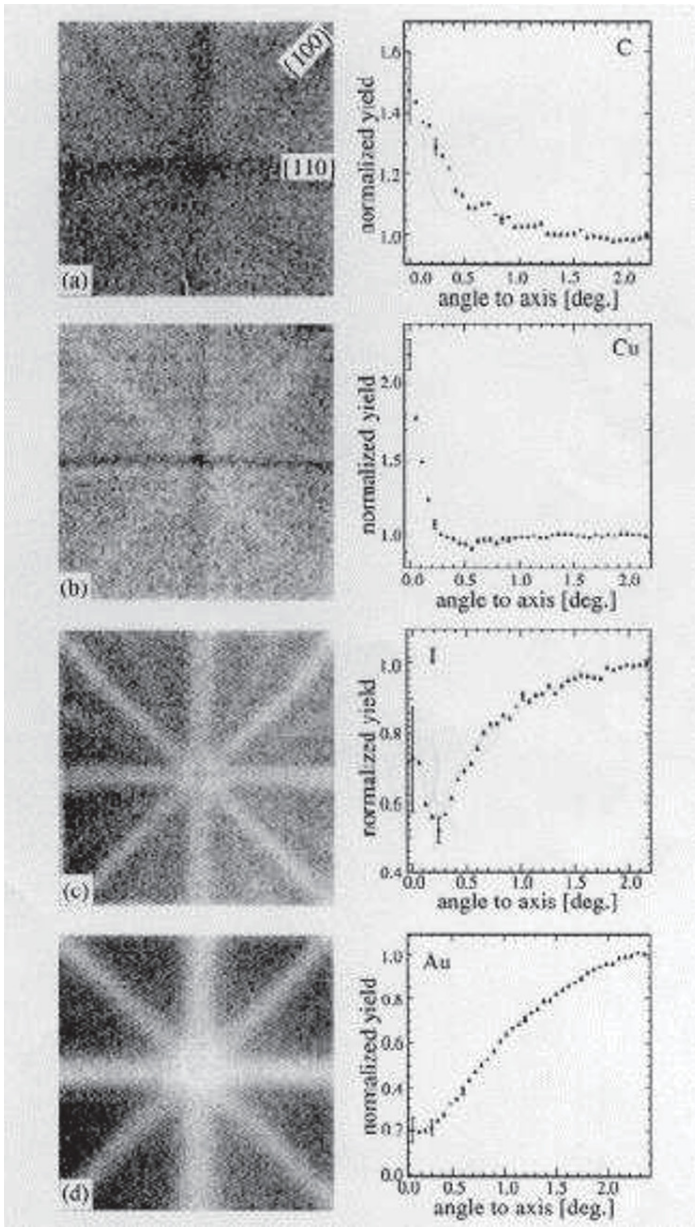 (100)
[110]
(a)
C
normalized yield
1.6
1.4
1.2
1.0
0.0 0.5 1.0 1.5 2.0
angle to axis [deg.]
(b)
Cu
normalized yield
2.0
1.5
1.0
0.0 0.5 1.0 1.5 2.0
angle to axis [deg.]
(c)
I
normalized yield
1.0
0.8
0.6
0.4
0.0 0.5 1.0 1.5 2.0
angle to axis [deg.]
(d)
Au
normalized yield
1.0
0.8
0.6
0.4
0.2
0.0
0.0 0.5 1.0 1.5 2.0
angle to axis [deg.]